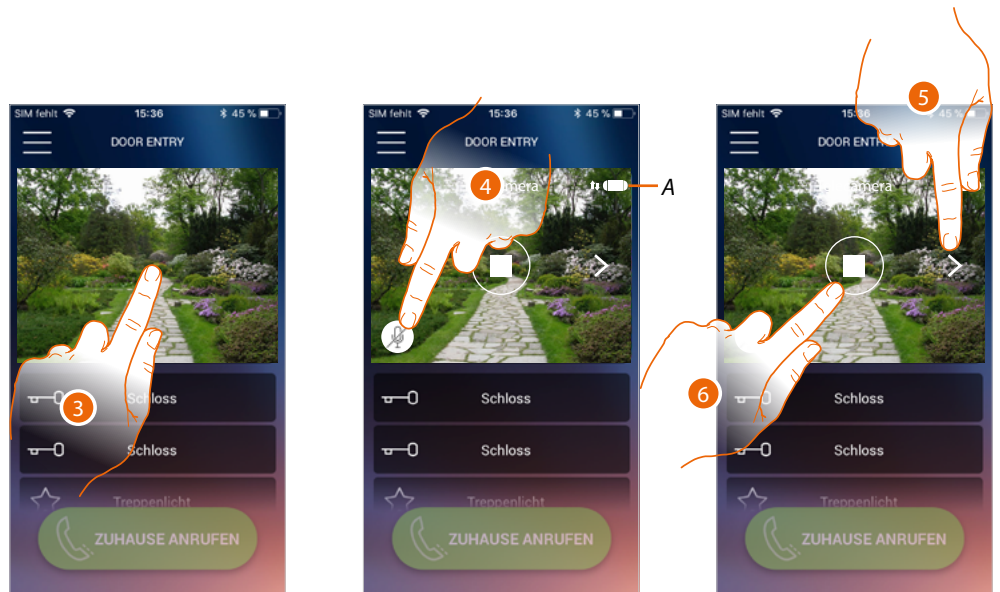 SIM fehlt 15:36 45 %
DOOR ENTRY
3
Schloss
Schloss
Treppenlicht
ZUHAUSE ANRUFEN
SIM fehlt 15:36 45 %
DOOR ENTRY
4
A
Schloss
Schloss
Treppenlicht
ZUHAUSE ANRUFEN
5
SIM fehlt 15:36 45 %
DOOR ENTRY
6
Schloss
Schloss
Treppenlicht
ZUHAUSE ANRUFEN